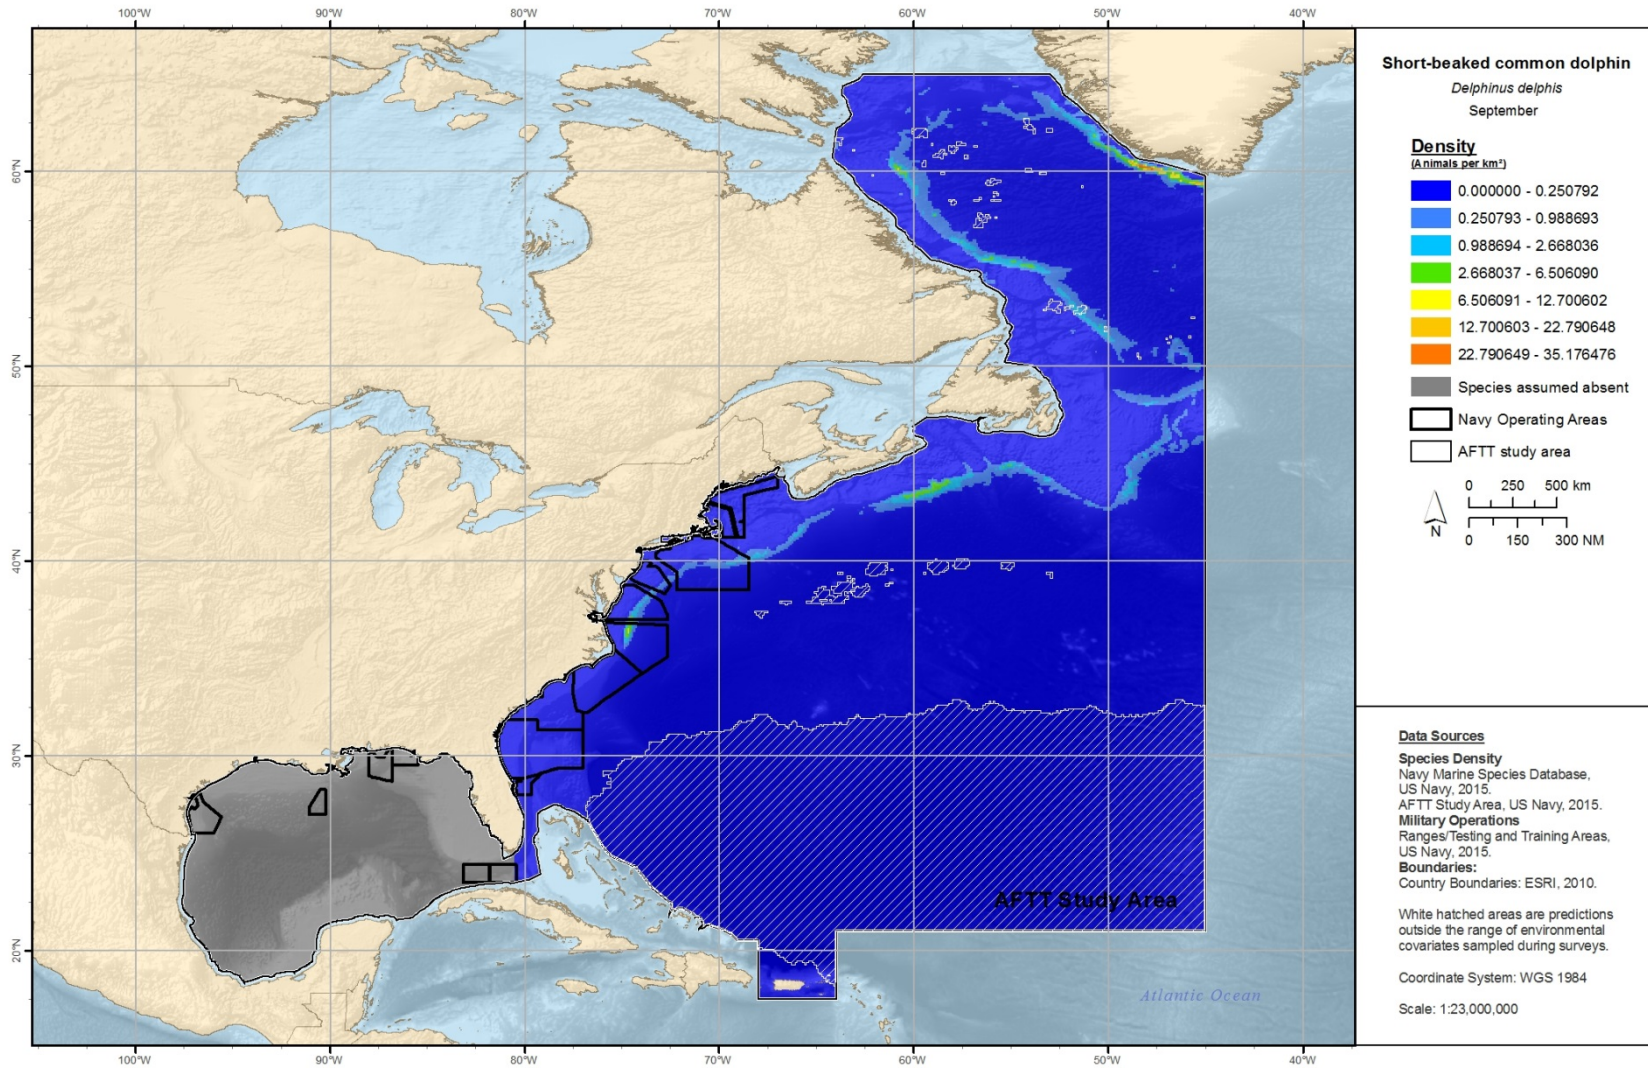 100°W
90°W
80°W
70°W
60°W
50°W
40°W
60°N
50°N
40°N
30°N
20°N
60°N
50°N
40°N
30°N
20°N
AFTT Study Area
Atlantic Ocean
100°W
90°W
80°W
70°W
60°W
50°W
40°W
Short-beaked common dolphin
Delphinus delphis
September
Density
(Animals per km²)
0.000000 - 0.250792
0.250793 - 0.988693
0.988694 - 2.668036
2.668037 - 6.506090
6.506091 - 12.700602
12.700603 - 22.790648
22.790649 - 35.176476
Species assumed absent
Navy Operating Areas
AFTT study area
N
0 250 500 km
0 150 300 NM
Data Sources
Species Density
Navy Marine Species Database,
US Navy, 2015.
AFTT Study Area, US Navy, 2015.
Military Operations
Ranges/Testing and Training Areas,
US Navy, 2015.
Boundaries:
Country Boundaries: ESRI, 2010.
White hatched areas are predictions
outside the range of environmental
covariates sampled during surveys.
Coordinate System: WGS 1984
Scale: 1:23,000,000